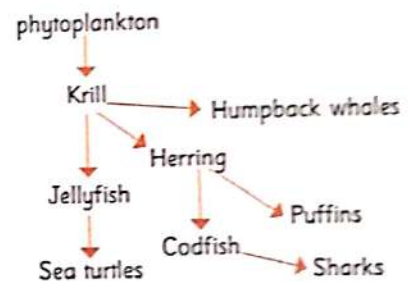 phytoplankton
Krill
Humpback whales
Herring
Jellyfish
Puffins
Codfish
Sea turtles
Sharks